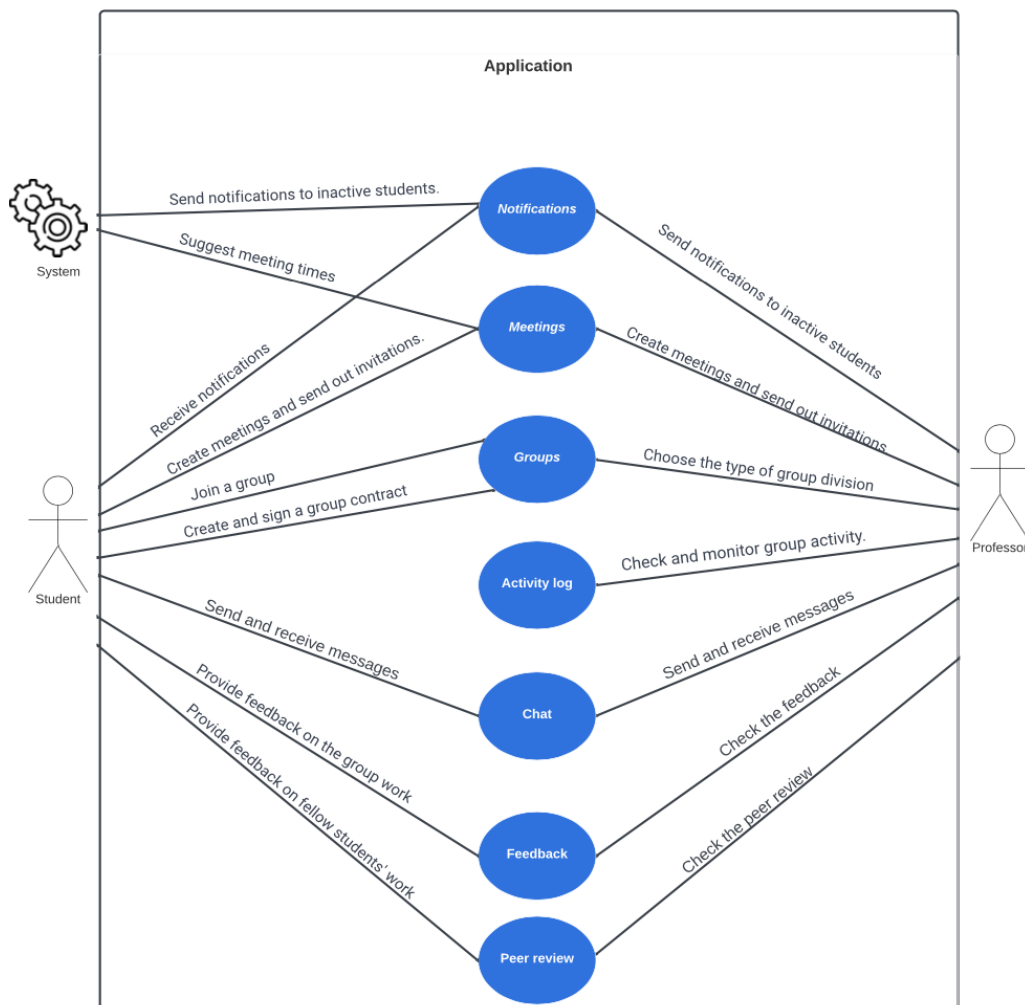 Application
Send notifications to inactive students.
Notifications
System
Suggest meeting times
Send notifications to inactive students
Meetings
Receive notifications
Create meetings and send out invitations.
Create meetings and send out invitations
Groups
Join a group
Choose the type of group division
Create and sign a group contract
Student
Professor
Check and monitor group activity.
Activity log
Send and receive messages
Send and receive messages
Chat
Provide feedback on the group work
Check the feedback
Provide feedback on fellow students' work
Feedback
Check the peer review
Peer review